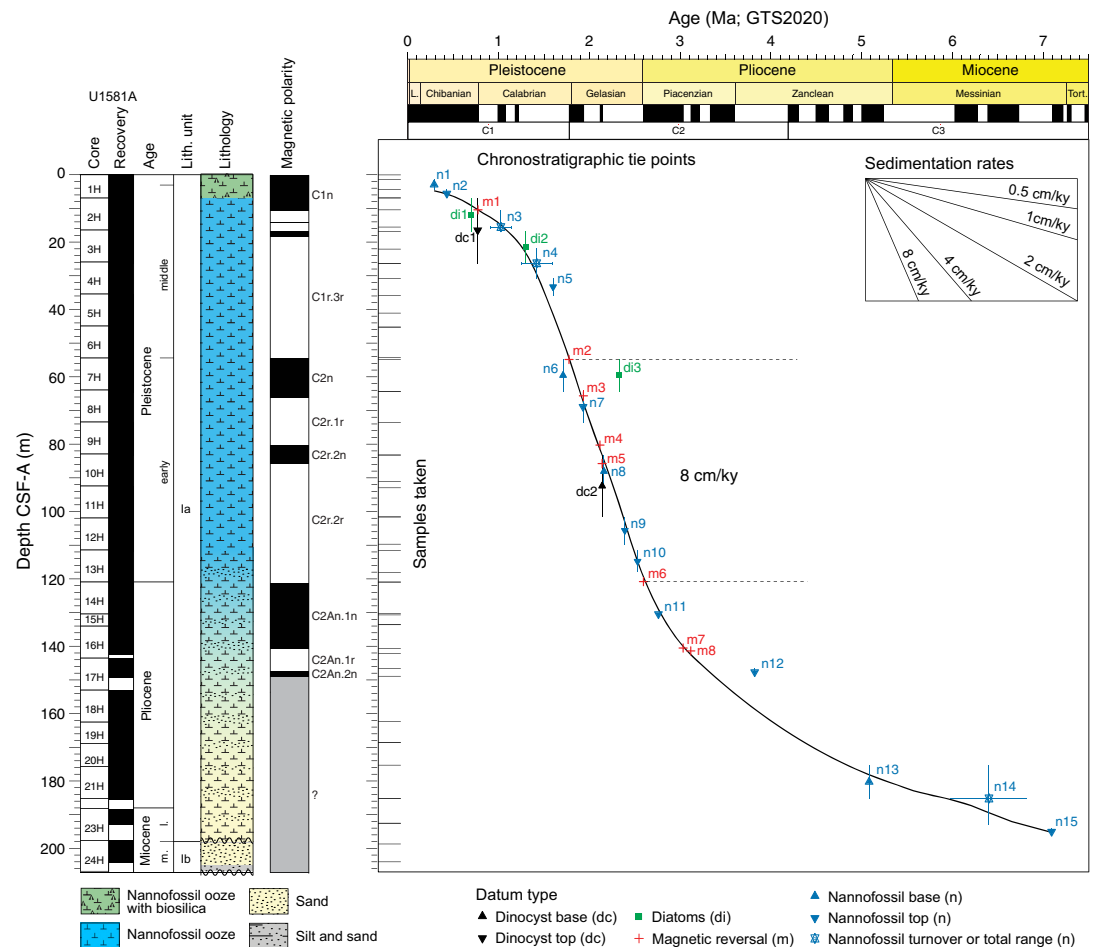 Age (Ma; GTS2020)
0 1 2 3 4 5 6 7
Pleistocene Pliocene Miocene
L. Chibanian Calabrian Gelasian Piacenzian Zanclean Messinian Tort.
C1 C2 C3
U1581A
Core
Recovery
Age
Lith. unit
Lithology
Magnetic polarity
Depth CSF-A (m)
0
20
40
60
80
100
120
140
160
180
200
1H
2H
3H
4H
5H
6H
7H
8H
9H
10H
11H
12H
13H
14H
15H
16H
17H
18H
19H
20H
21H
23H
24H
middle
early
Pleistocene
Pliocene
Miocene
l.
m.
Ia
Ib
C1n
C1r.3r
C2n
C2r.1r
C2r.2n
C2r.2r
C2An.1n
C2An.1r
C2An.2n
?
Samples taken
Chronostratigraphic tie points
n1
n2
m1
di1
n3
dc1
di2
n4
n5
m2
n6
di3
m3
n7
m4
m5
n8
dc2
8 cm/ky
n9
n10
m6
n11
m7
m8
n12
n13
n14
n15
Sedimentation rates
0.5 cm/ky
1cm/ky
2 cm/ky
4 cm/ky
8 cm/ky
Nannofossil ooze
with biosilica
Nannofossil ooze
Sand
Silt and sand
Datum type
Dinocyst base (dc)
Dinocyst top (dc)
Diatoms (di)
Magnetic reversal (m)
Nannofossil base (n)
Nannofossil top (n)
Nannofossil turnover or total range (n)